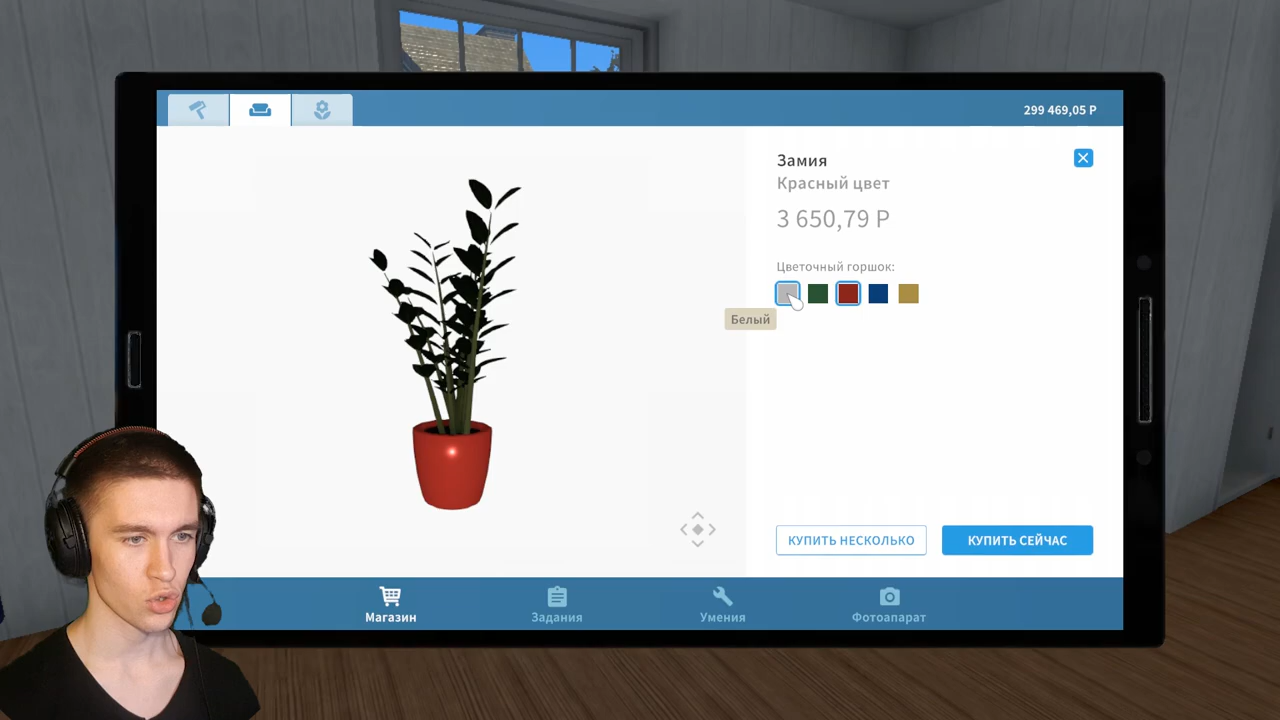 299 469,05 Р
Замия
Красный цвет
3 650,79 Р
Цветочный горшок:
Белый
КУПИТЬ НЕСКОЛЬКО
КУПИТЬ СЕЙЧАС
Магазин
Задания
Умения
Фотоапарат